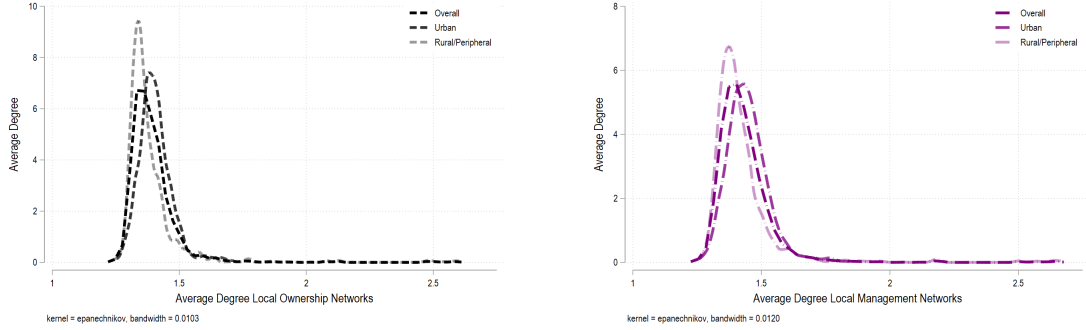 10
8
6
4
2
0
Average Degree
1
1.5
2
2.5
Average Degree Local Ownership Networks
Overall
Urban
Rural/Peripheral
kernel = epanechnikov, bandwidth = 0.0103
8
6
4
2
0
Average Degree
1
1.5
2
2.5
Average Degree Local Management Networks
Overall
Urban
Rural/Peripheral
kernel = epanechnikov, bandwidth = 0.0120